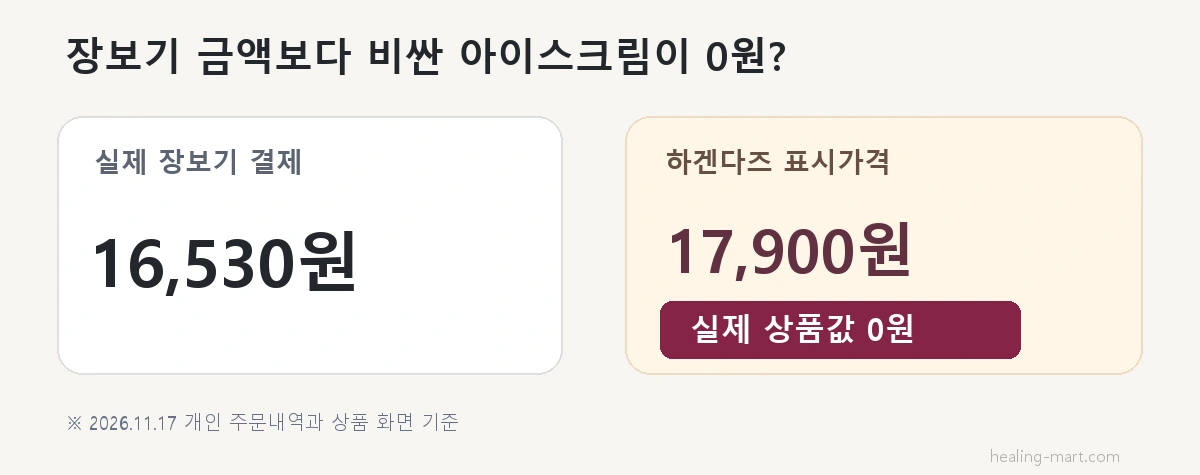 장보기 금액보다 비싼 아이스크림이 0원?
실제 장보기 결제
16,530원
하겐다즈 표시가격
17,900원
실제 상품값 0원
※ 2026.11.17 개인 주문내역과 상품 화면 기준
healing-mart.com